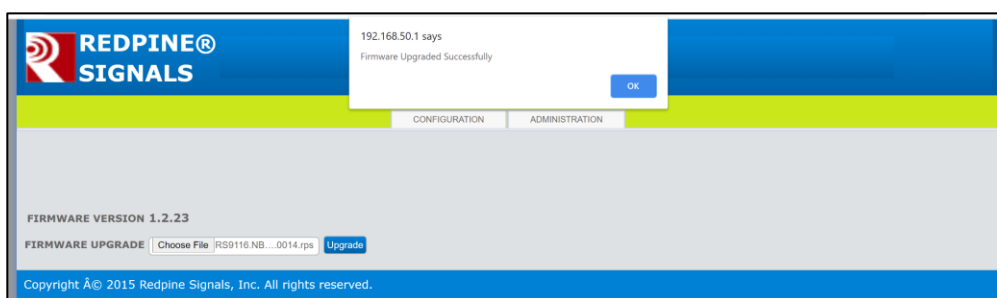 REDPINE®
SIGNALS
192.168.50.1 says
Firmware Upgraded Successfully
OK
CONFIGURATION
ADMINISTRATION
FIRMWARE VERSION 1.2.23
FIRMWARE UPGRADE Choose File RS9116.NB....0014.rps Upgrade
Copyright Â© 2015 Redpine Signals, Inc. All rights reserved.